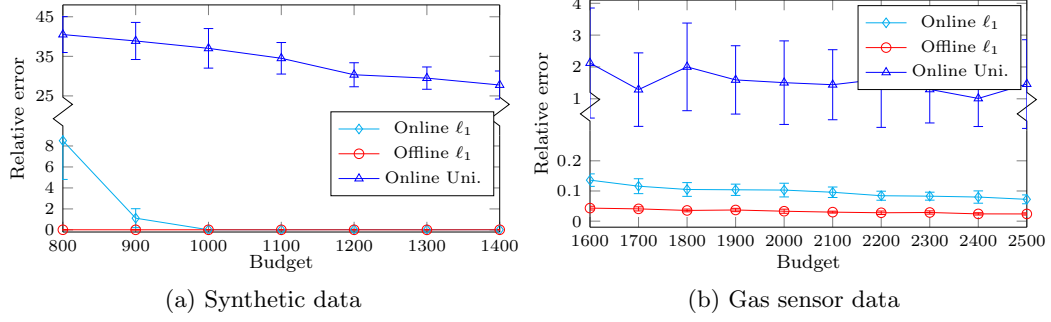 45
35
25
8
6
4
2
0
Relative error
800 900 1000 1100 1200 1300 1400
Budget
Online ℓ₁
Offline ℓ₁
Online Uni.
(a) Synthetic data
4
3
2
1
0.2
0.1
0
Relative error
1600 1700 1800 1900 2000 2100 2200 2300 2400 2500
Budget
Online ℓ₁
Offline ℓ₁
Online Uni.
(b) Gas sensor data